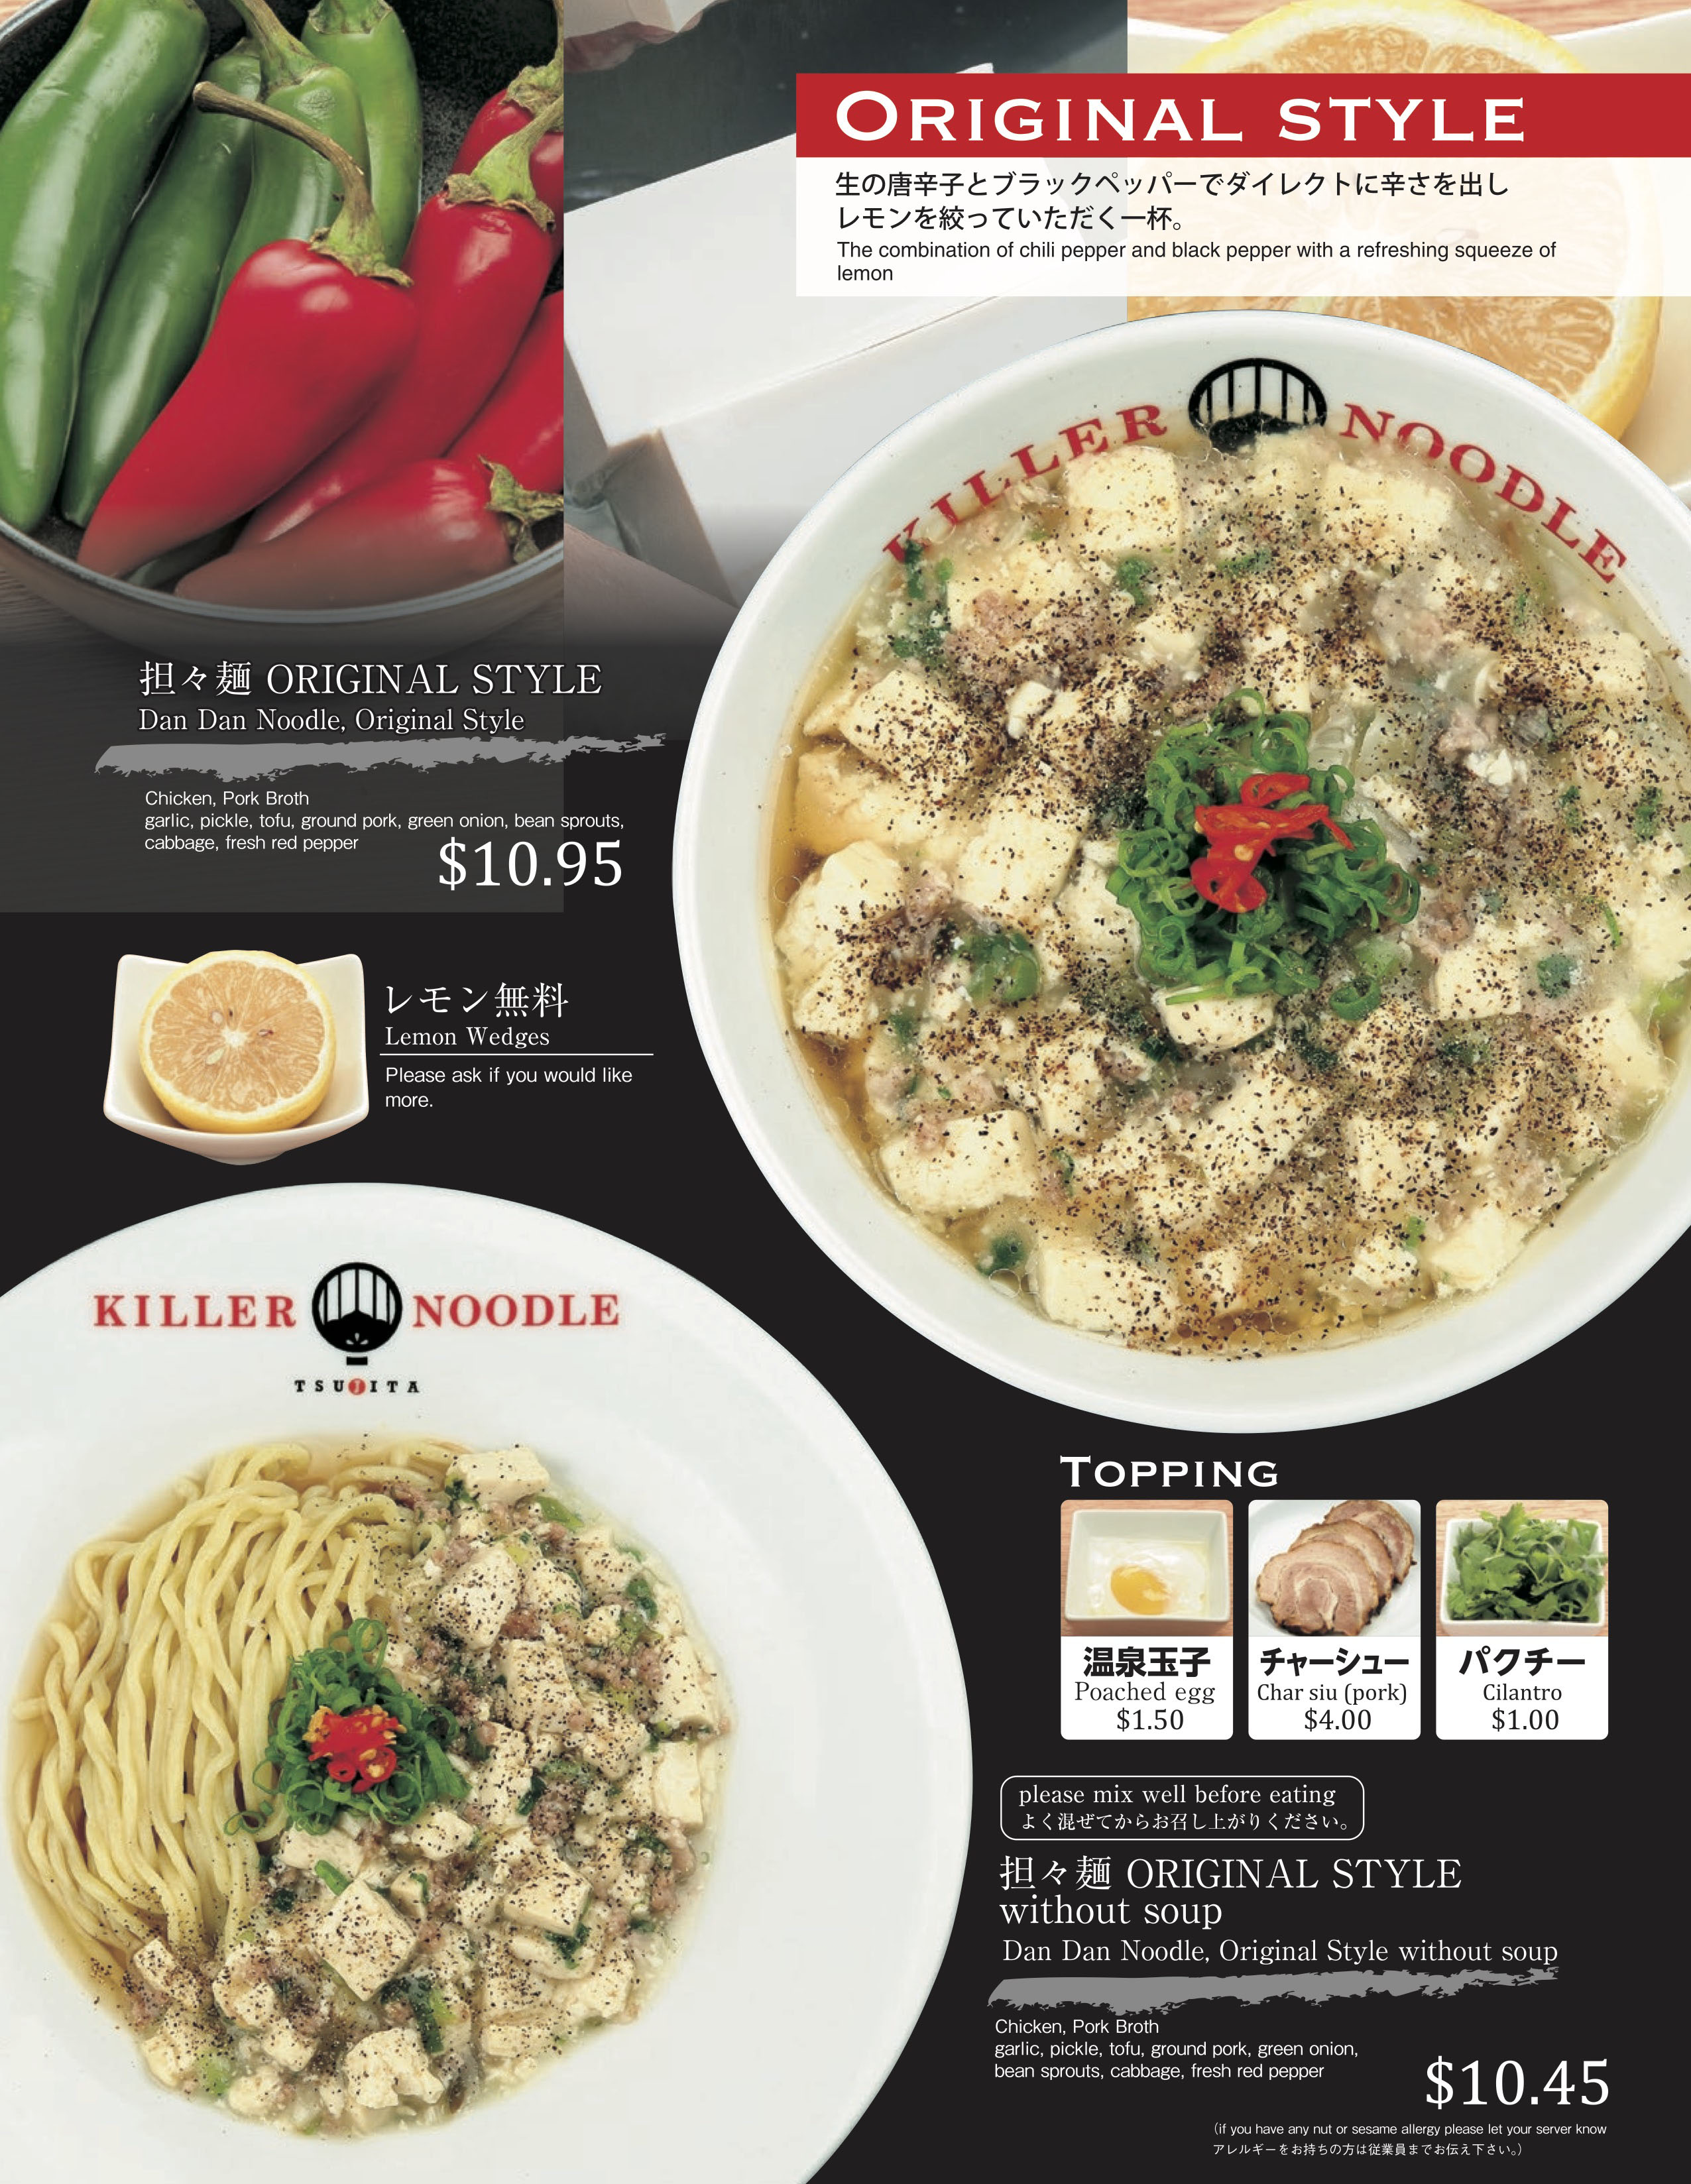 ORIGINAL STYLE
生の唐辛子とブラックペッパーでダイレクトに辛さを出し
レモンを絞っていただく一杯。
The combination of chili pepper and black pepper with a refreshing squeeze of
lemon
KILLER NOODLE
担々麺 ORIGINAL STYLE
Dan Dan Noodle, Original Style
Chicken, Pork Broth
garlic, pickle, tofu, ground pork, green onion, bean sprouts,
cabbage, fresh red pepper
$10.95
レモン無料
Lemon Wedges
Please ask if you would like
more.
KILLER NOODLE
TSUJITA
TOPPING
温泉玉子
Poached egg
$1.50
チャーシュー
Char siu (pork)
$4.00
パクチー
Cilantro
$1.00
please mix well before eating
よく混ぜてからお召し上がりください。
担々麺 ORIGINAL STYLE
without soup
Dan Dan Noodle, Original Style without soup
Chicken, Pork Broth
garlic, pickle, tofu, ground pork, green onion,
bean sprouts, cabbage, fresh red pepper
$10.45
(if you have any nut or sesame allergy please let your server know
アレルギーをお持ちの方は従業員までお伝え下さい。)